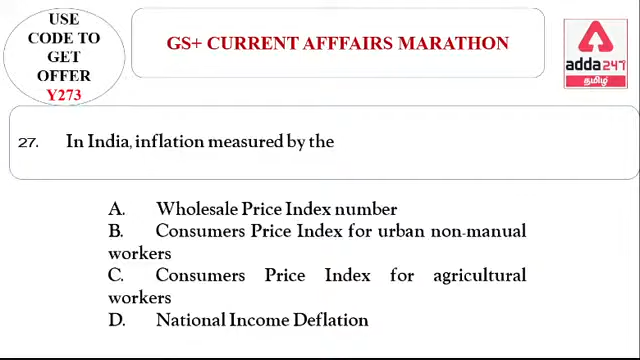 USE
CODE TO
GET
OFFER
Y273
GS+ CURRENT AFFFAIRS MARATHON
adda247
தமிழ்
27. In India, inflation measured by the
A. Wholesale Price Index number
B. Consumers Price Index for urban non-manual
workers
C. Consumers Price Index for agricultural
workers
D. National Income Deflation